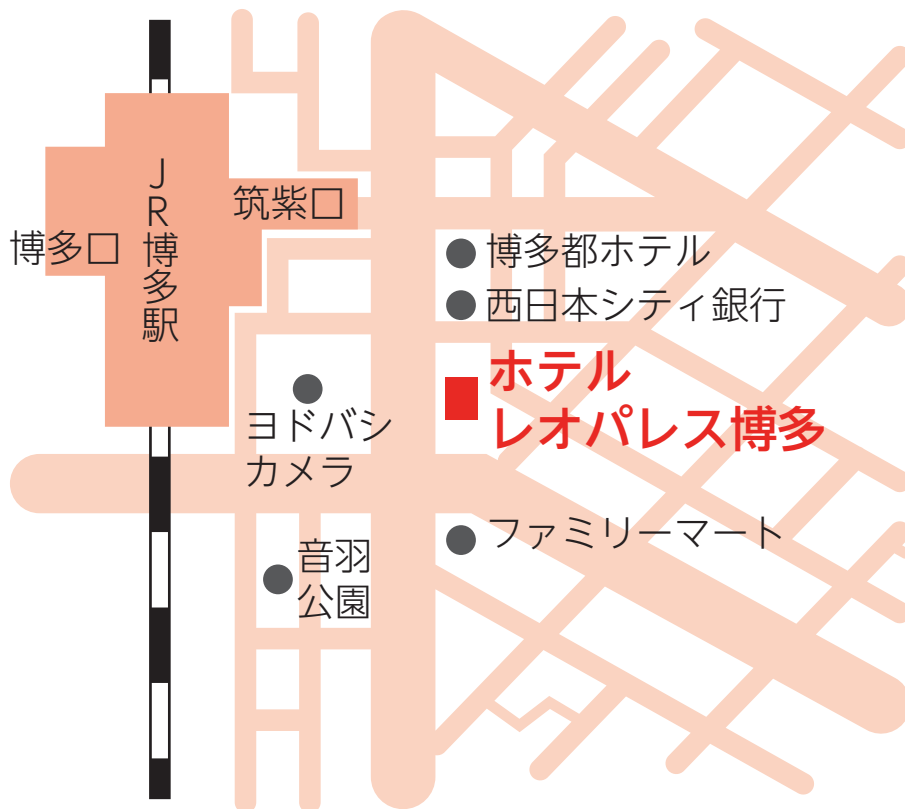 JR博多駅
筑紫口
博多口
博多都ホテル
西日本シティ銀行
ホテル
レオパレス博多
ヨドバシ
カメラ
ファミリーマート
音羽
公園